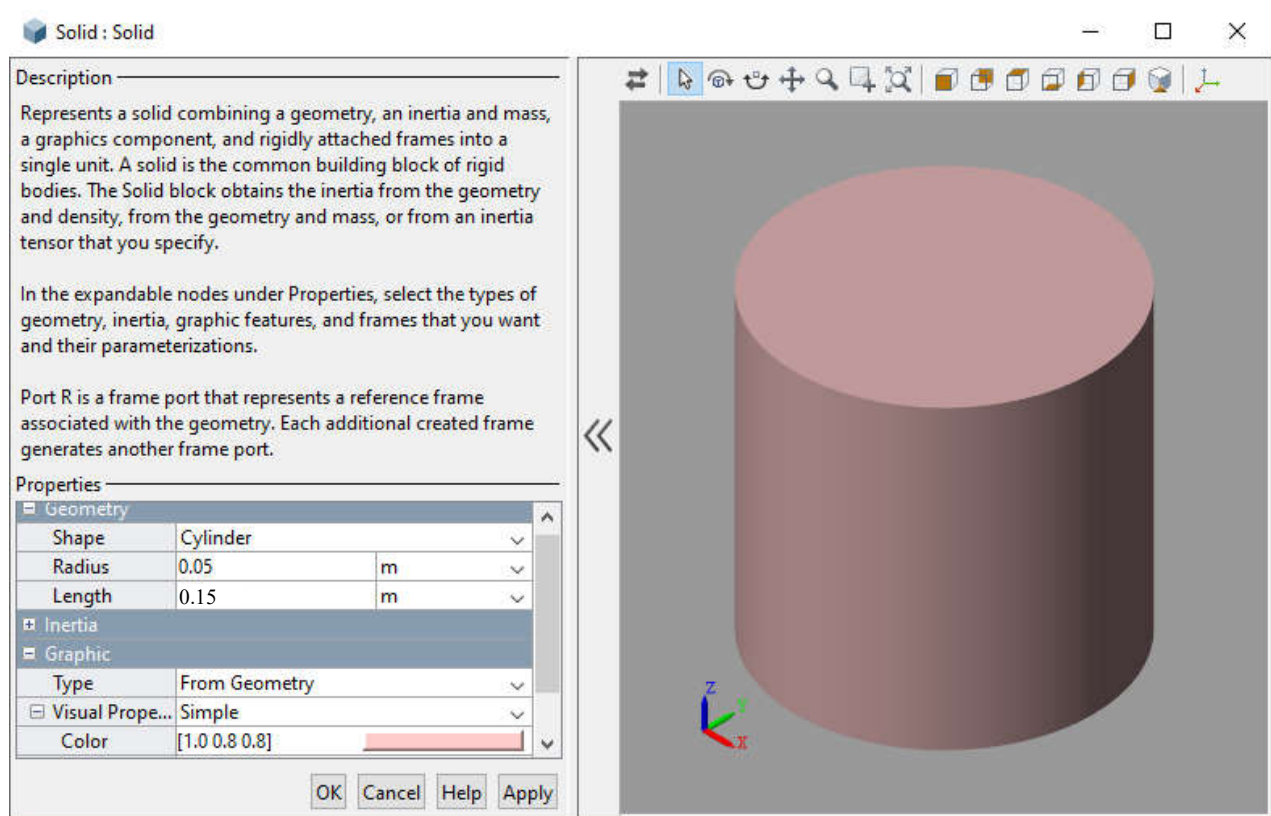 Solid : Solid
Description
Represents a solid combining a geometry, an inertia and mass,
a graphics component, and rigidly attached frames into a
single unit. A solid is the common building block of rigid
bodies. The Solid block obtains the inertia from the geometry
and density, from the geometry and mass, or from an inertia
tensor that you specify.
In the expandable nodes under Properties, select the types of
geometry, inertia, graphic features, and frames that you want
and their parameterizations.
Port R is a frame port that represents a reference frame
associated with the geometry. Each additional created frame
generates another frame port.
Properties
Geometry
Shape Cylinder
Radius 0.05 m
Length 0.15 m
Inertia
Graphic
Type From Geometry
Visual Prope... Simple
Color [1.0 0.8 0.8]
OK Cancel Help Apply
Z
Y
X